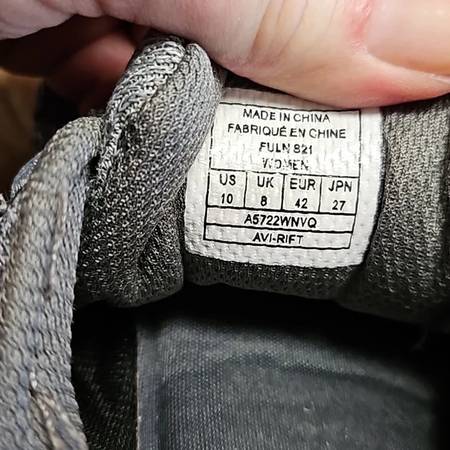 MADE IN CHINA
FABRIQUÉ EN CHINE
FULN 821
WOMEN
US UK EUR JPN
10 8 42 27
A5722WNVQ
AVI-RIFT